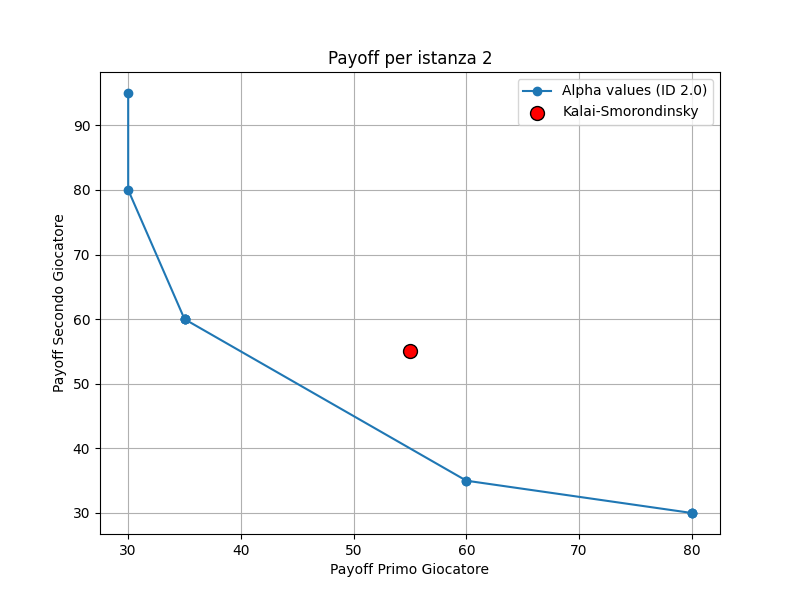 Payoff per istanza 2
Alpha values (ID 2.0)
Kalai-Smorondinsky
Payoff Secondo Giocatore
90
80
70
60
50
40
30
30
40
50
60
70
80
Payoff Primo Giocatore